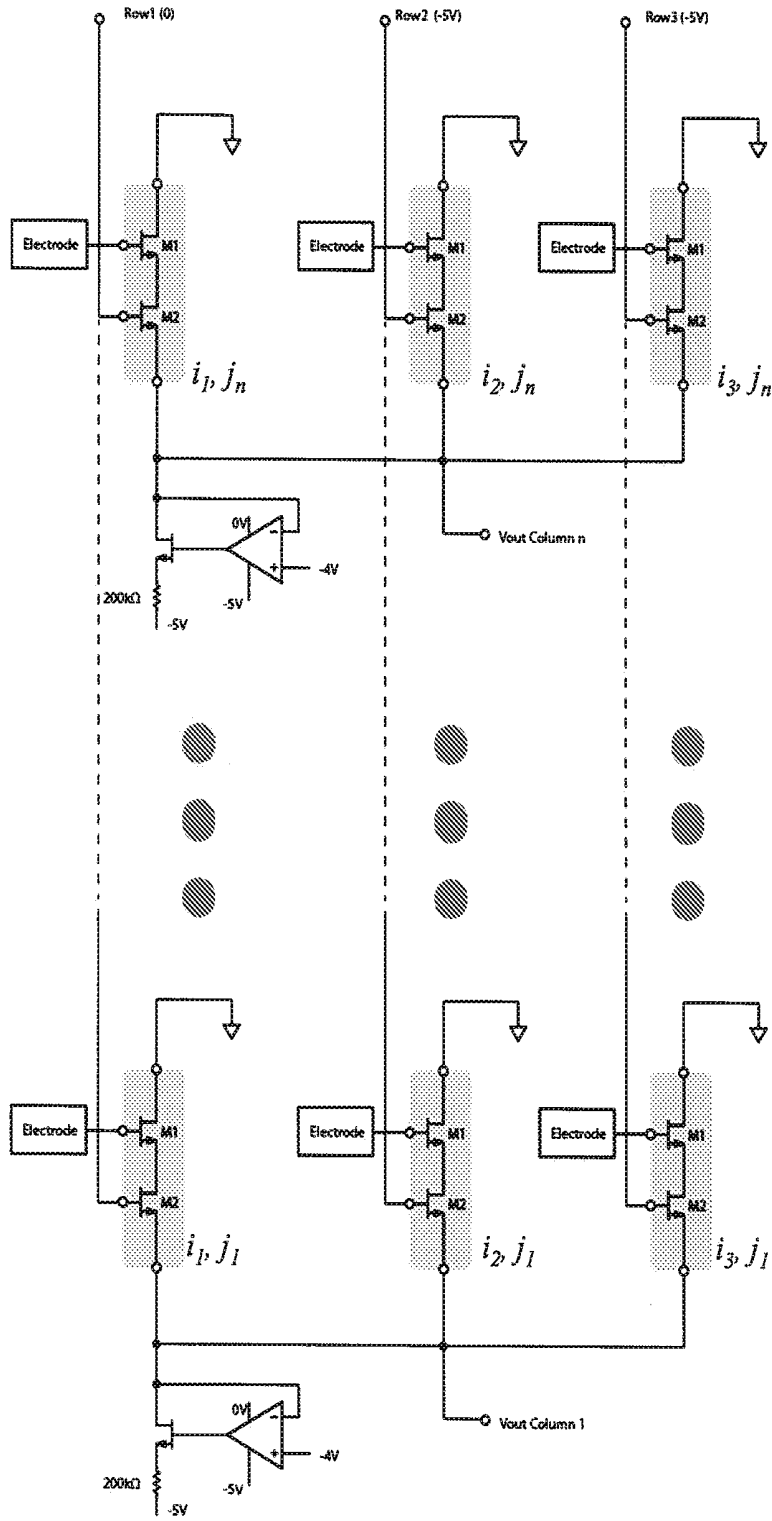 Row1 (0) Row2 (-5V) Row3 (-5V)
Electrode M1 Electrode M1 Electrode M1
M2 M2 M2
i1, jn i2, jn i3, jn
0V - Vout Column n
+ -4V
200kΩ -5V
-5V
Electrode M1 Electrode M1 Electrode M1
M2 M2 M2
i1, j1 i2, j1 i3, j1
0V - Vout Column 1
+ -4V
200kΩ -5V
-5V